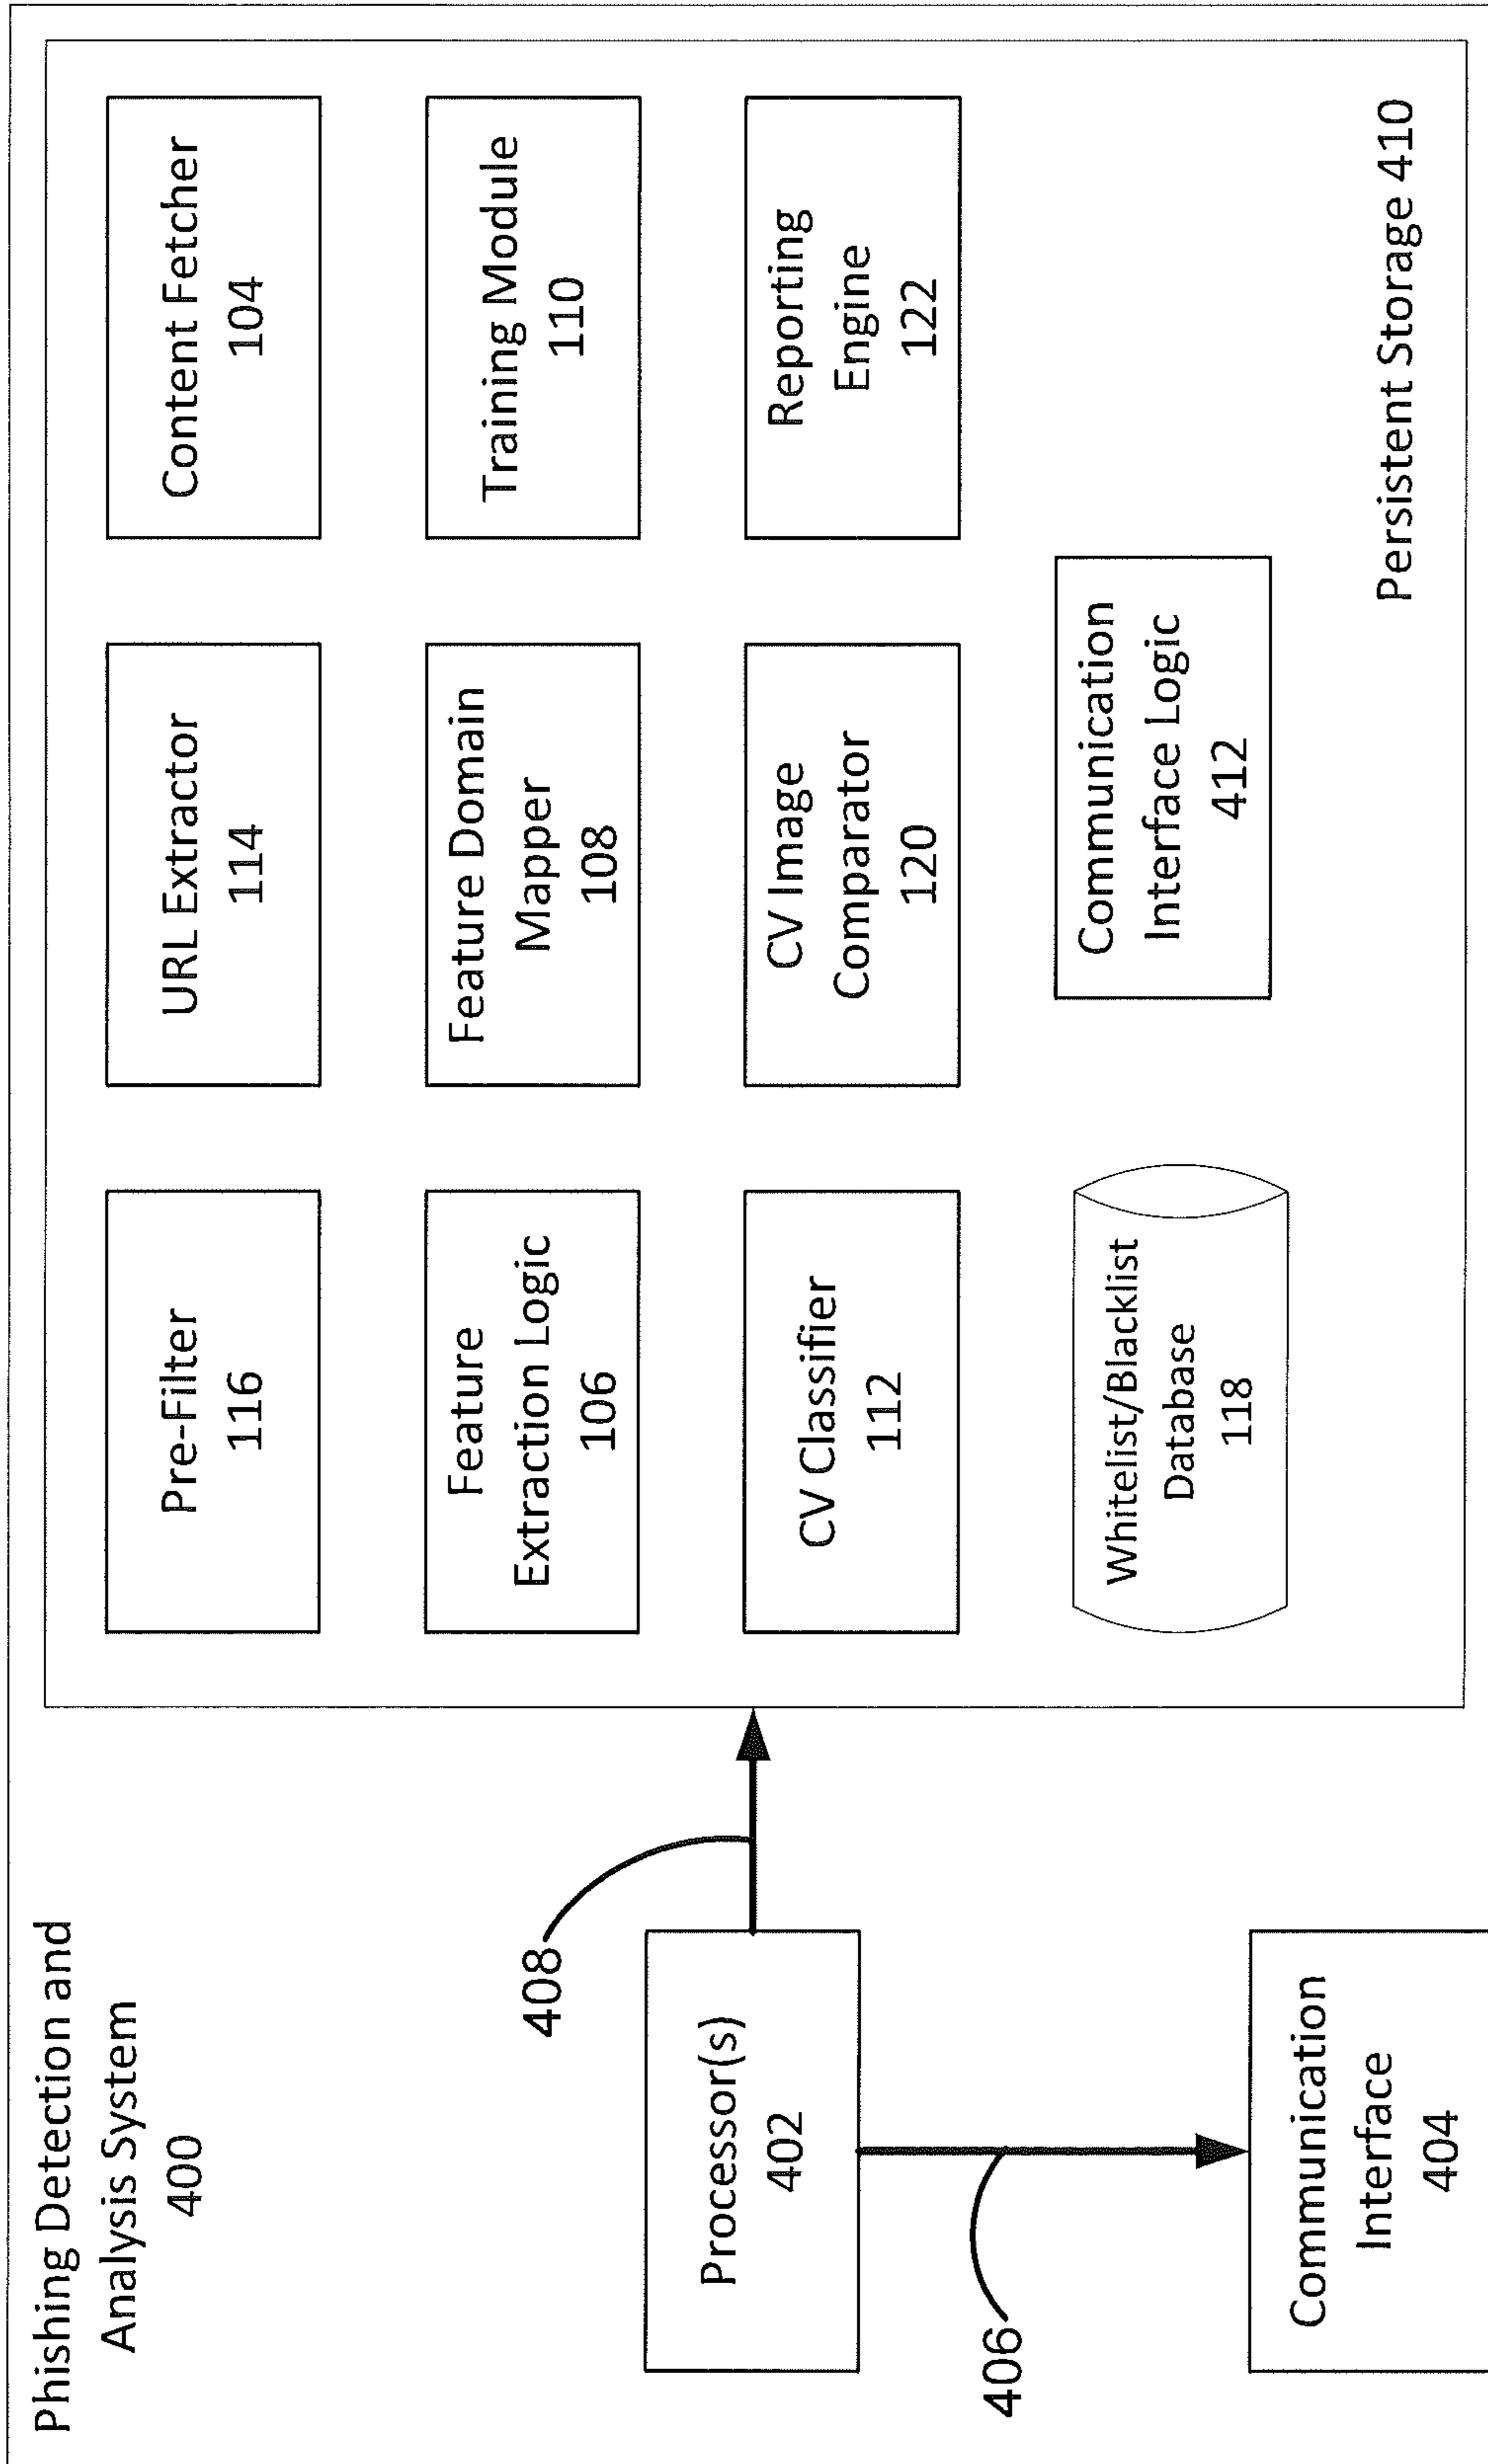 Phishing Detection and
Analysis System
400
Pre-Filter
116
URL Extractor
114
Content Fetcher
104
408
Feature
Extraction Logic
106
Feature Domain
Mapper
108
Training Module
110
Processor(s)
402
CV Classifier
112
CV Image
Comparator
120
Reporting
Engine
122
406
Whitelist/Blacklist
Database
118
Communication
Interface Logic
412
Communication
Interface
404
Persistent Storage 410